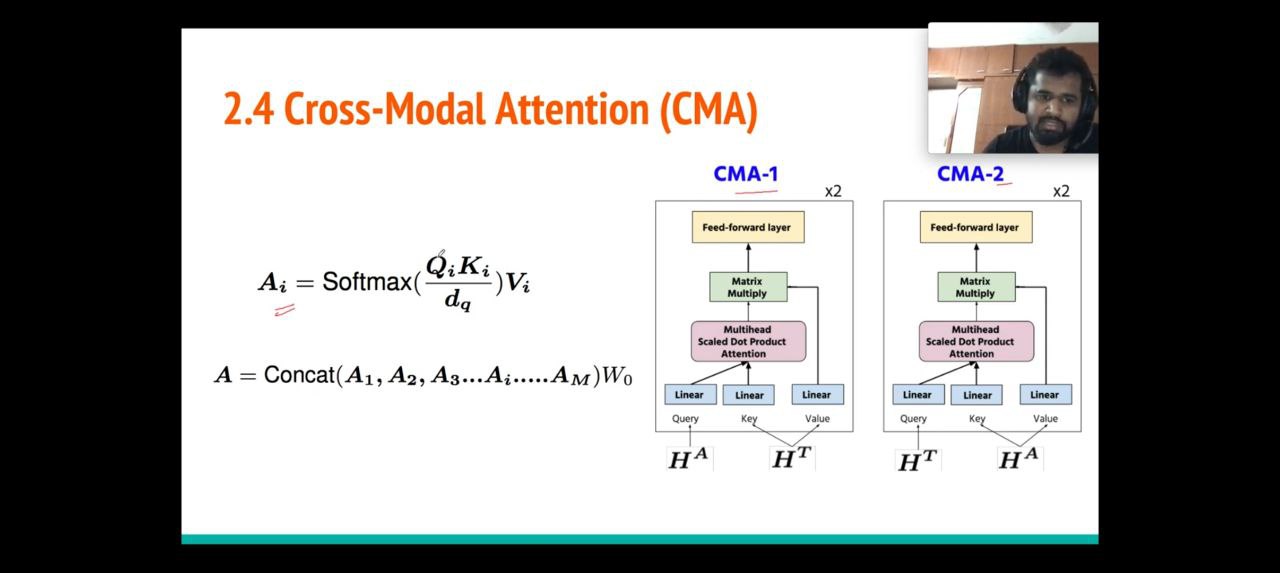 2.4 Cross-Modal Attention (CMA)
CMA-1
x2
Feed-forward layer
Matrix
Multiply
Multihead
Scaled Dot Product
Attention
Linear Linear Linear
Query Key Value
H^A H^T
CMA-2
x2
Feed-forward layer
Matrix
Multiply
Multihead
Scaled Dot Product
Attention
Linear Linear Linear
Query Key Value
H^T H^A
A_i = Softmax(Q_i K_i / d_q)V_i
A = Concat(A_1, A_2, A_3...A_i.....A_M)W_0